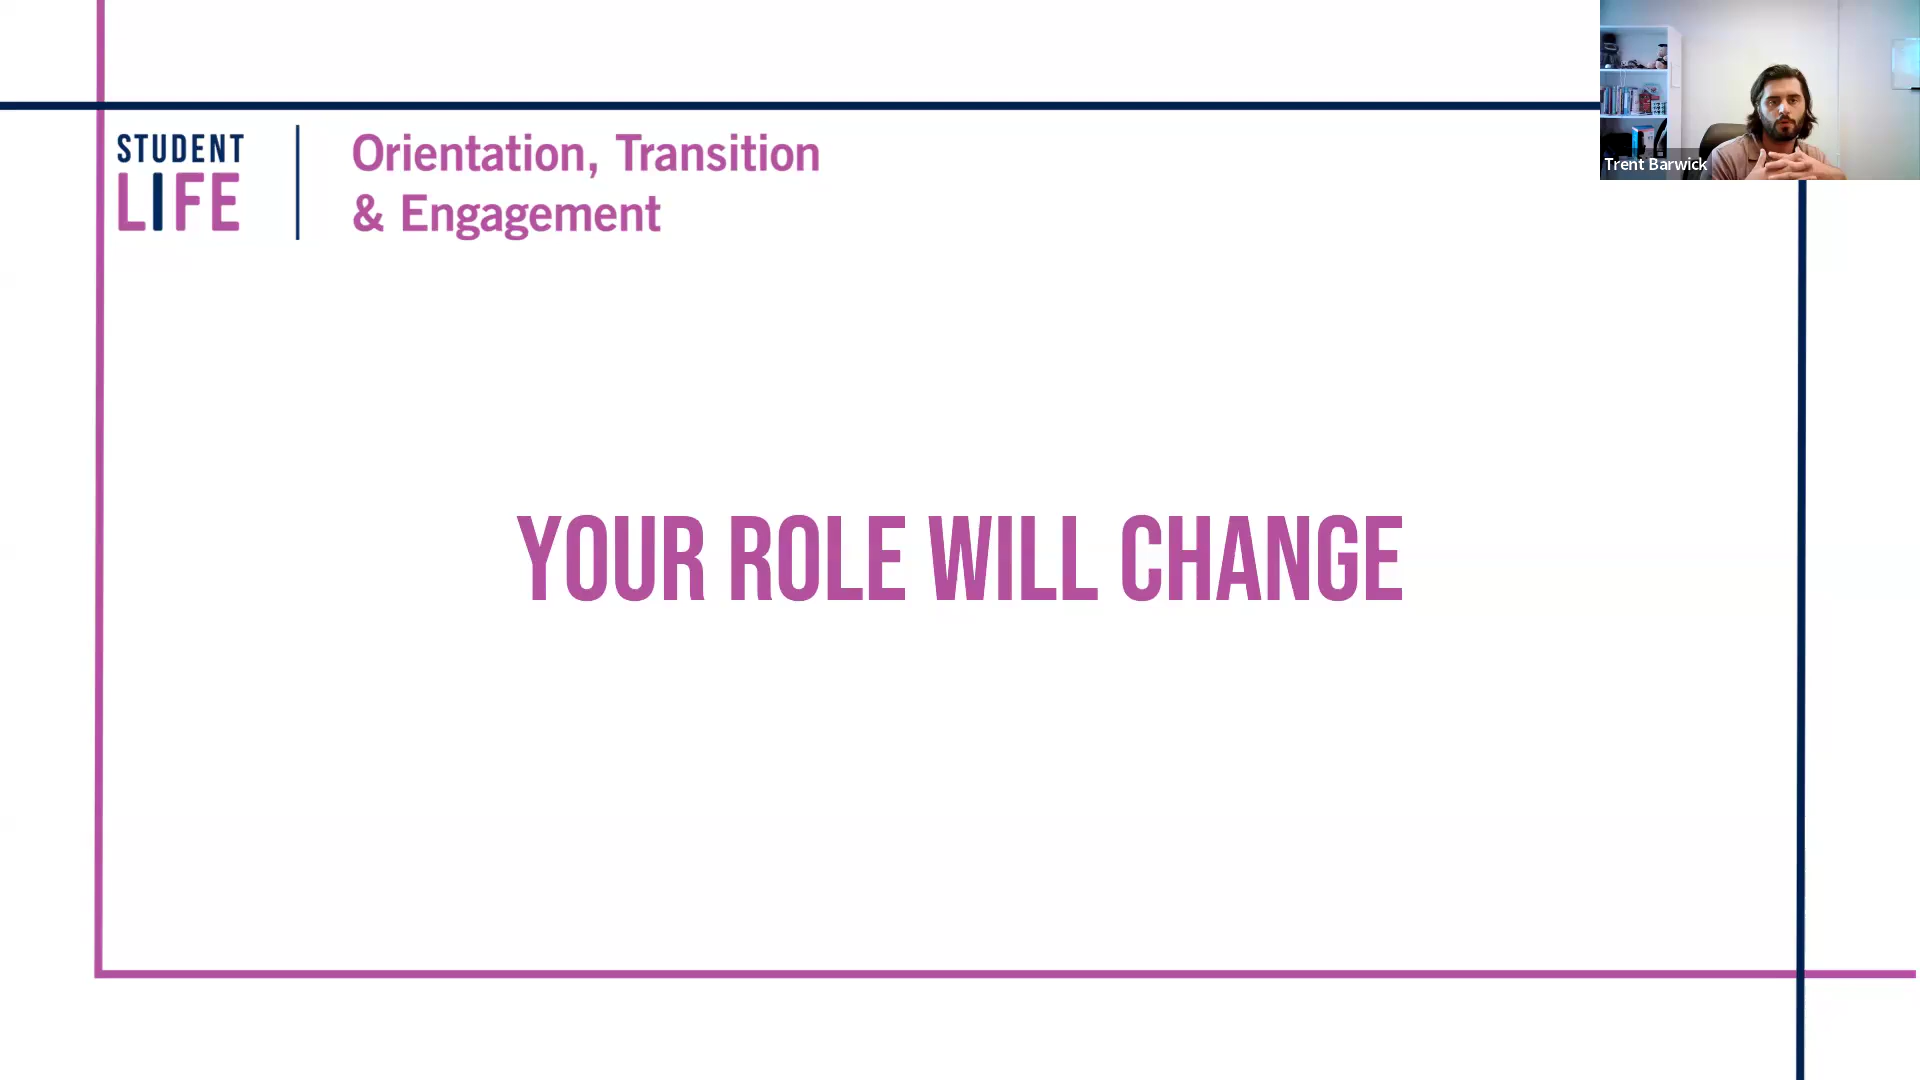 STUDENT
LIFE
Orientation, Transition
& Engagement
Trent Barwick
YOUR ROLE WILL CHANGE